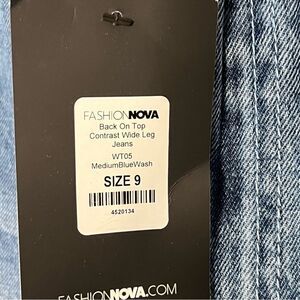 FASHIONNOVA
Back On Top
Contrast Wide Leg
Jeans
WT05
MediumBlueWash
SIZE 9
4520134
FASHIONNOVA.COM